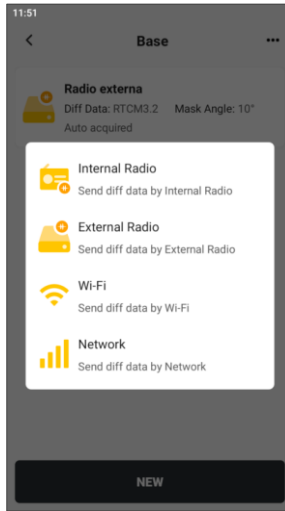 11:51
Base
Radio externa
Diff Data: RTCM3.2 Mask Angle: 10°
Auto acquired
Internal Radio
Send diff data by Internal Radio
External Radio
Send diff data by External Radio
Wi-Fi
Send diff data by Wi-Fi
Network
Send diff data by Network
NEW